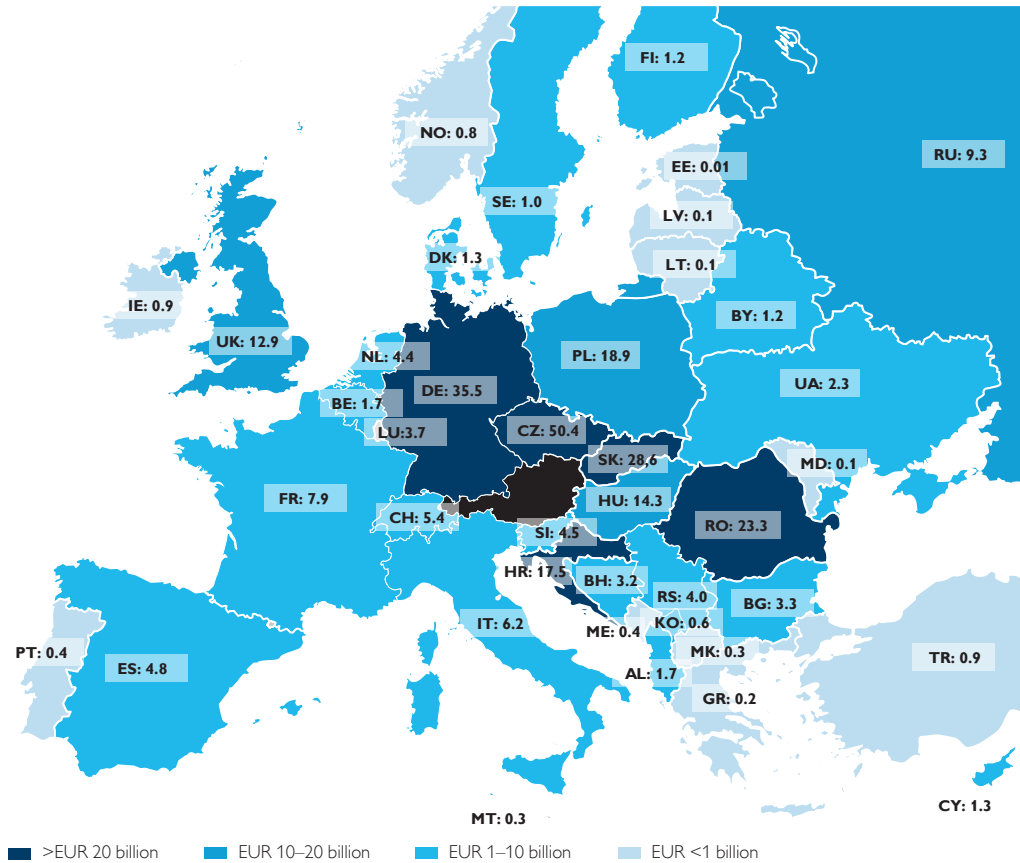 FI: 1.2
NO: 0.8
RU: 9.3
EE: 0.01
SE: 1.0
LV: 0.1
DK: 1.3
LT: 0.1
IE: 0.9
BY: 1.2
UK: 12.9
NL: 4.4
PL: 18.9
DE: 35.5
UA: 2.3
BE: 1.7
LU:3.7
CZ: 50.4
SK: 28,6
MD: 0.1
FR: 7.9
HU: 14.3
CH: 5.4
RO: 23.3
SI: 4.5
HR: 17.5
BH: 3.2
RS: 4.0
BG: 3.3
IT: 6.2
KO: 0.6
ME: 0.4
PT: 0.4
MK: 0.3
TR: 0.9
ES: 4.8
AL: 1.7
GR: 0.2
CY: 1.3
MT: 0.3
>EUR 20 billion EUR 10–20 billion EUR 1–10 billion EUR <1 billion